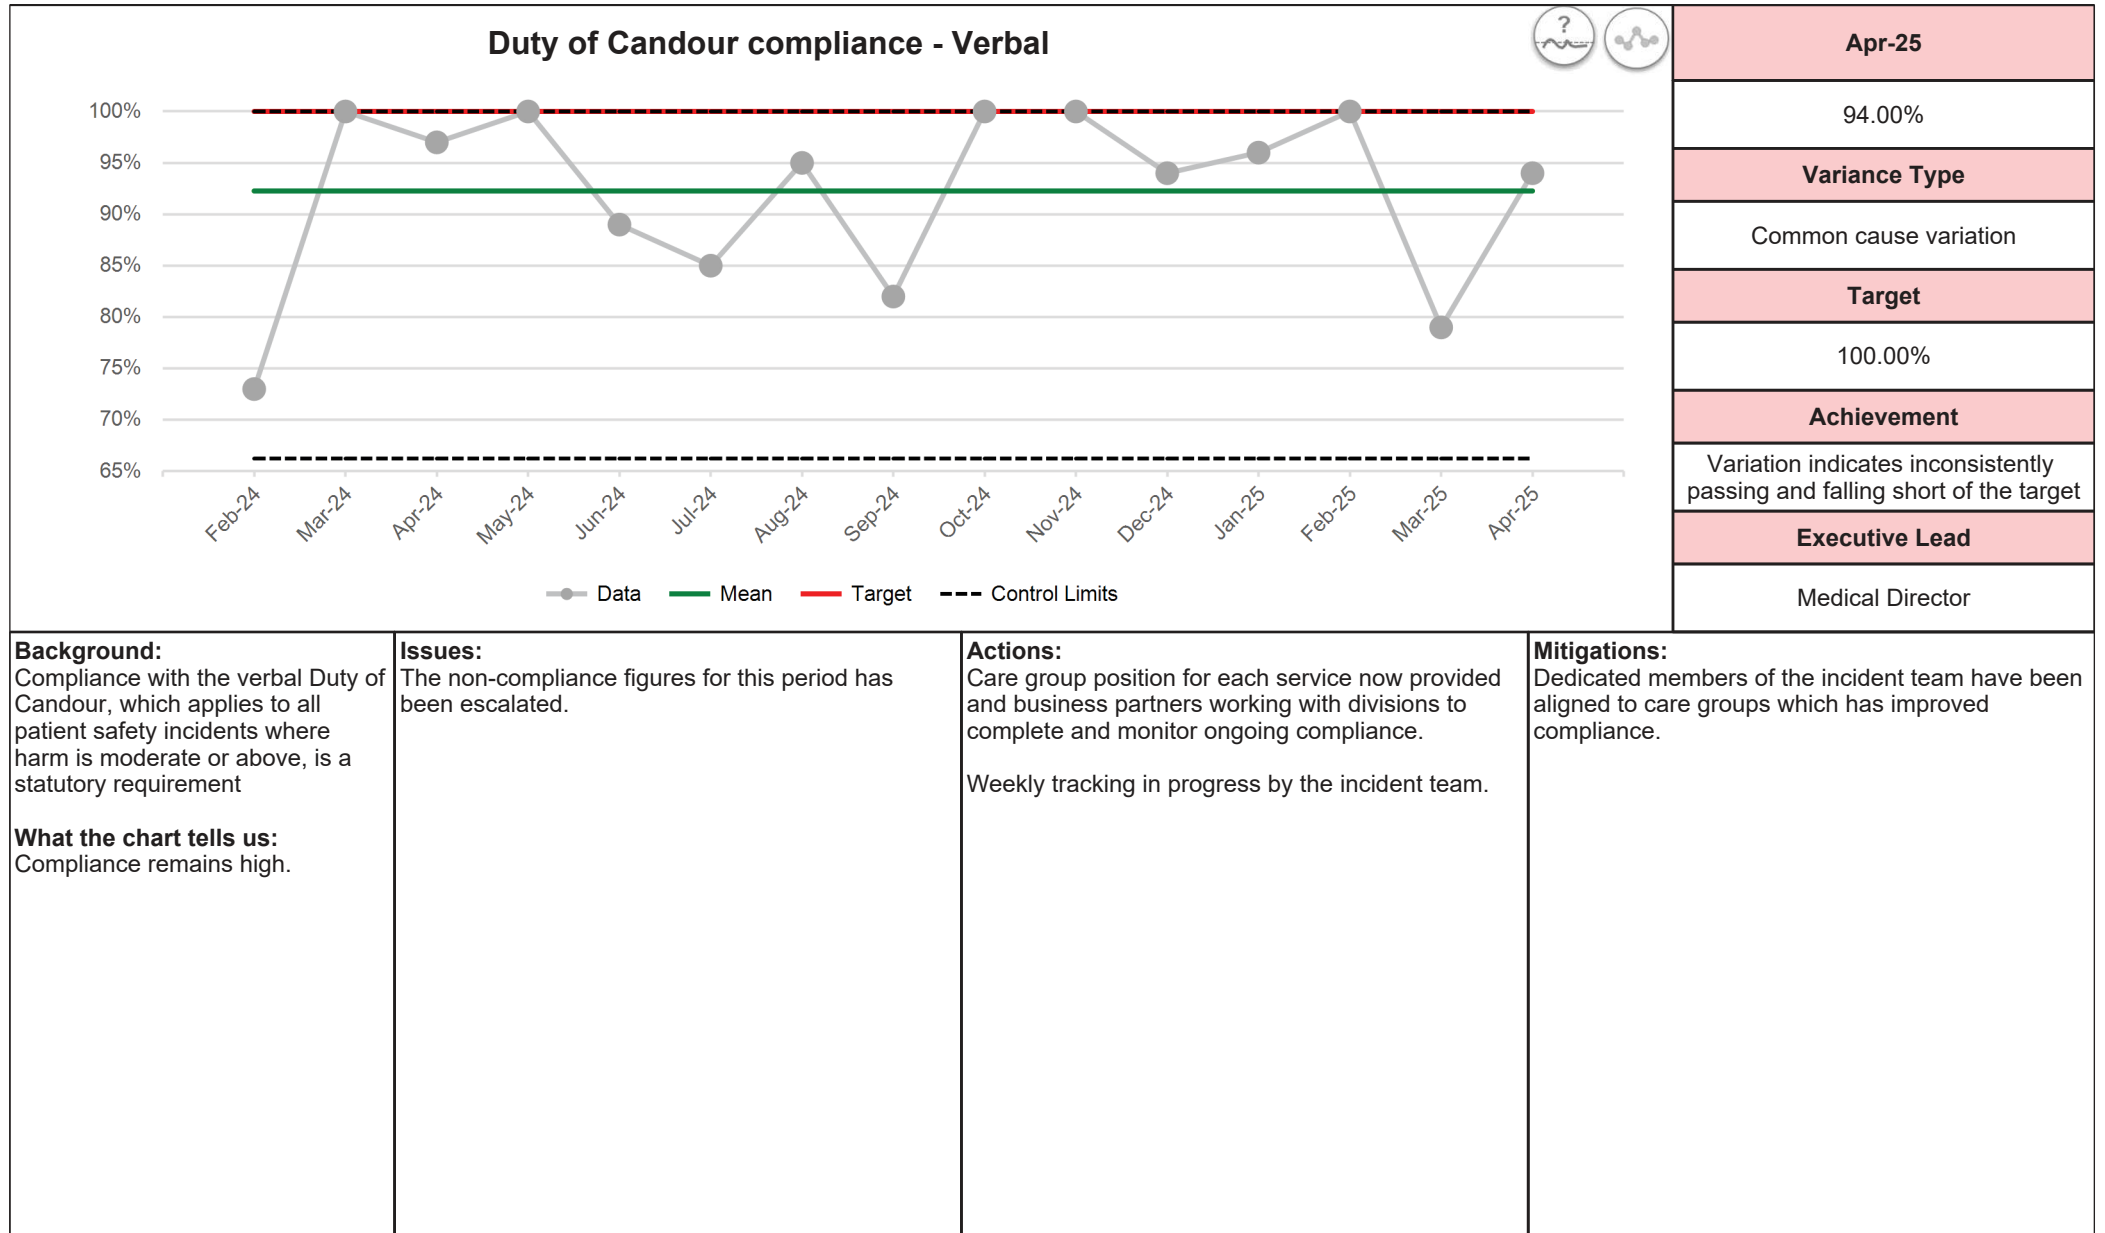 Duty of Candour compliance - Verbal
?
100%
95%
90%
85%
80%
75%
70%
65%
Feb-24
Mar-24
Apr-24
May-24
Jun-24
Jul-24
Aug-24
Sep-24
Oct-24
Nov-24
Dec-24
Jan-25
Feb-25
Mar-25
Apr-25
Data
Mean
Target
Control Limits
Apr-25
94.00%
Variance Type
Common cause variation
Target
100.00%
Achievement
Variation indicates inconsistently
passing and falling short of the target
Executive Lead
Medical Director
Background:
Compliance with the verbal Duty of
Candour, which applies to all
patient safety incidents where
harm is moderate or above, is a
statutory requirement
What the chart tells us:
Compliance remains high.
Issues:
The non-compliance figures for this period has
been escalated.
Actions:
Care group position for each service now provided
and business partners working with divisions to
complete and monitor ongoing compliance.
Weekly tracking in progress by the incident team.
Mitigations:
Dedicated members of the incident team have been
aligned to care groups which has improved
compliance.